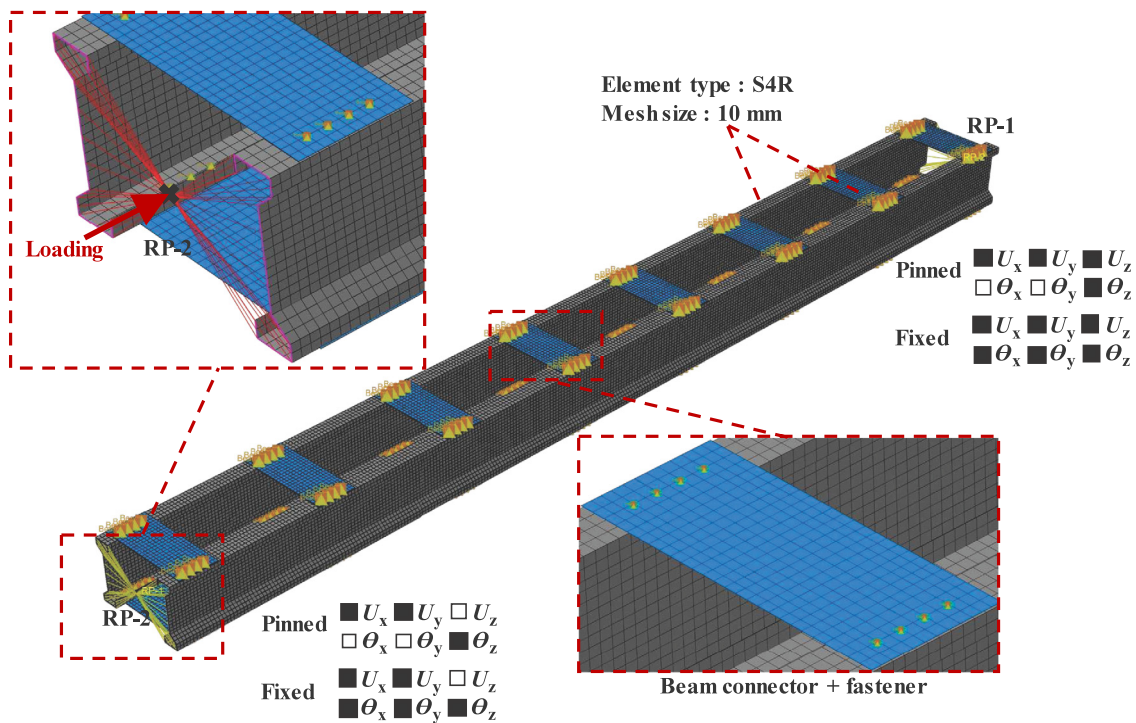 Element type : S4R
Mesh size : 10 mm
RP-1
Loading
RP-2
Pinned ■ Ux ■ Uy ■ Uz
□ θx □ θy ■ θz
Fixed ■ Ux ■ Uy ■ Uz
■ θx ■ θy ■ θz
RP-2
Pinned ■ Ux ■ Uy □ Uz
□ θx □ θy ■ θz
Fixed ■ Ux ■ Uy □ Uz
■ θx ■ θy ■ θz
Beam connector + fastener